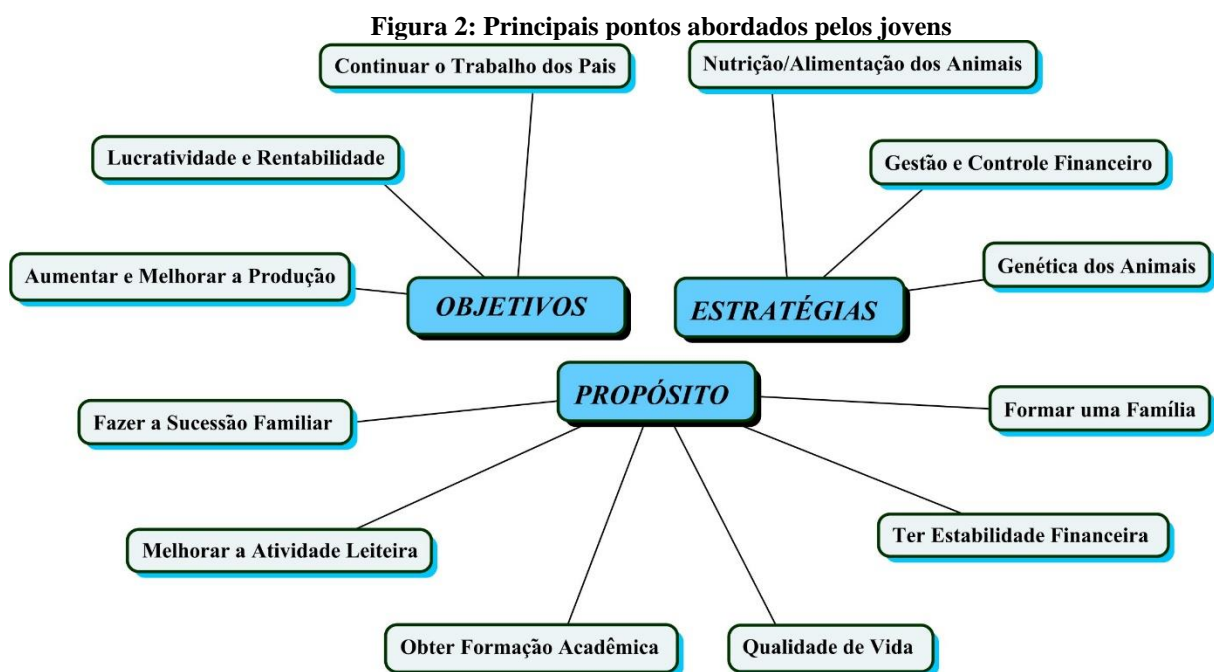 Figura 2: Principais pontos abordados pelos jovens
Continuar o Trabalho dos Pais
Nutrição/Alimentação dos Animais
Lucratividade e Rentabilidade
Gestão e Controle Financeiro
Aumentar e Melhorar a Produção
Genética dos Animais
OBJETIVOS
ESTRATÉGIAS
PROPÓSITO
Fazer a Sucessão Familiar
Formar uma Família
Melhorar a Atividade Leiteira
Ter Estabilidade Financeira
Obter Formação Acadêmica
Qualidade de Vida